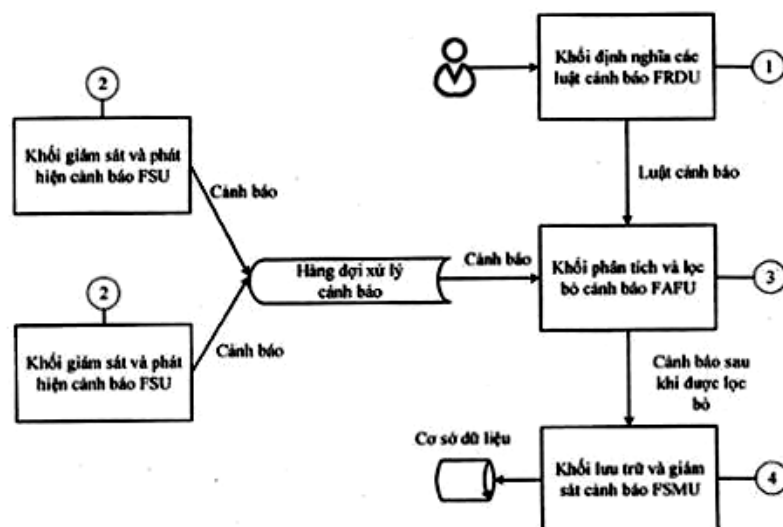 1
Khối định nghĩa các
luật cảnh báo FRDU
2
Khối giám sát và phát
hiện cảnh báo FSU
Cảnh báo
Luật cảnh báo
Hàng đợi xử lý
cảnh báo
Cảnh báo
Khối phân tích và lọc
bỏ cảnh báo FAFU
3
2
Khối giám sát và phát
hiện cảnh báo FSU
Cảnh báo
Cảnh báo sau
khi được lọc
bỏ
Cơ sở dữ liệu
Khối lưu trữ và giám
sát cảnh báo FSMU
4